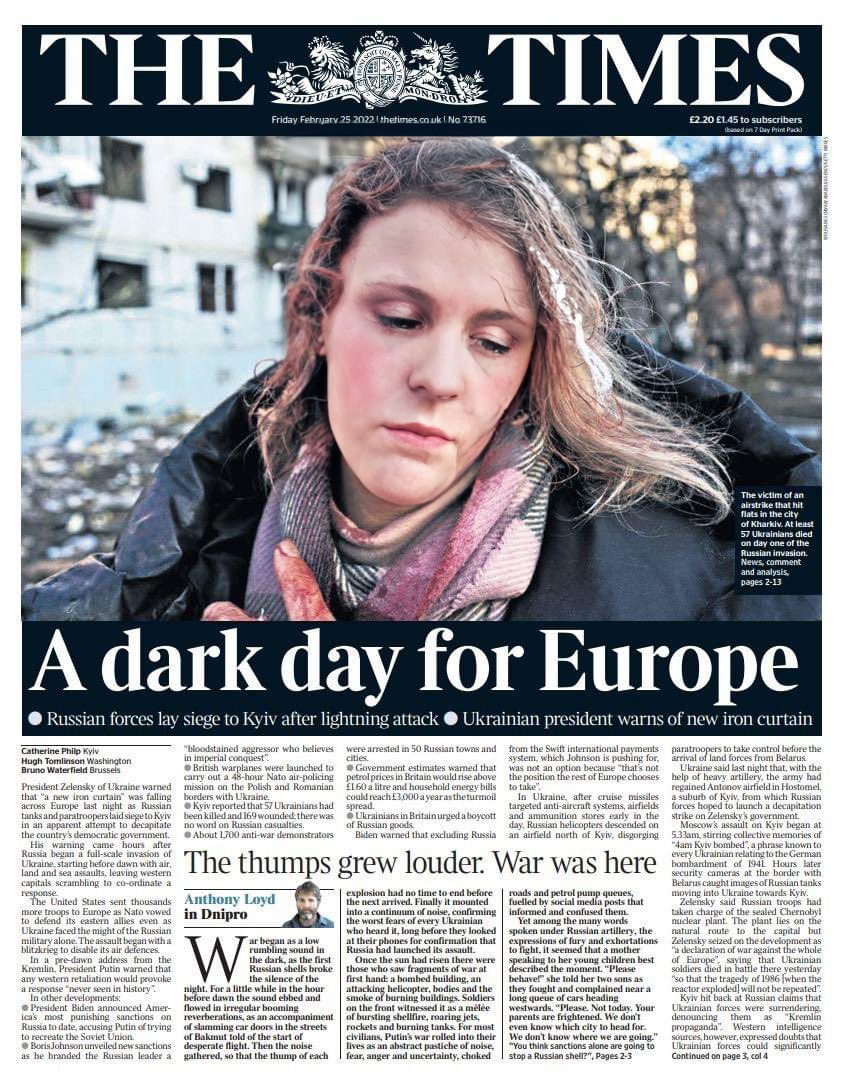 THE TIMES
DIEU ET MON DROIT
Friday February 25 2022 | thetimes.co.uk | No 73716
£2.20 £1.45 to subscribers
(based on 7 Day Print Pack)
The victim of an
airstrike that hit
flats in the city
of Kharkiv. At least
57 Ukrainians died
on day one of the
Russian invasion.
News, comment
and analysis,
pages 2-13
A dark day for Europe
● Russian forces lay siege to Kyiv after lightning attack ● Ukrainian president warns of new iron curtain
Catherine Philp Kyiv
Hugh Tomlinson Washington
Bruno Waterfield Brussels
President Zelensky of Ukraine warned
that “a new iron curtain” was falling
across Europe last night as Russian
tanks and paratroopers laid siege to Kyiv
in an apparent attempt to decapitate
the country’s democratic government.
His warning came hours after
Russia began a full-scale invasion of
Ukraine, starting before dawn with air,
land and sea assaults, leaving western
capitals scrambling to co-ordinate a
response.
The United States sent thousands
more troops to Europe as Nato vowed
to defend its eastern allies even as
Ukraine faced the might of the Russian
military alone. The assault began with a
blitzkrieg to disable its air defences.
In a pre-dawn address from the
Kremlin, President Putin warned that
any western retaliation would provoke
a response “never seen in history”.
In other developments:
● President Biden announced Amer-
ica’s most punishing sanctions on
Russia to date, accusing Putin of trying
to recreate the Soviet Union.
● Boris Johnson unveiled new sanctions
as he branded the Russian leader a
“bloodstained aggressor who believes
in imperial conquest”.
● British warplanes were launched to
carry out a 48-hour Nato air-policing
mission on the Polish and Romanian
borders with Ukraine.
● Kyiv reported that 57 Ukrainians had
been killed and 169 wounded; there was
no word on Russian casualties.
● About 1,700 anti-war demonstrators
were arrested in 50 Russian towns and
cities.
● Government estimates warned that
petrol prices in Britain would rise above
£1.60 a litre and household energy bills
could reach £3,000 a year as the turmoil
spread.
● Ukrainians in Britain urged a boycott
of Russian goods.
Biden warned that excluding Russia
from the Swift international payments
system, which Johnson is pushing for,
was not an option because “that’s not
the position the rest of Europe chooses
to take”.
In Ukraine, after cruise missiles
targeted anti-aircraft systems, airfields
and ammunition stores early in the
day, Russian helicopters descended on
an airfield north of Kyiv, disgorging
paratroopers to take control before the
arrival of land forces from Belarus.
Ukraine said last night that, with the
help of heavy artillery, the army had
regained Antonov airfield in Hostomel,
a suburb of Kyiv, from which Russian
forces hoped to launch a decapitation
strike on Zelensky’s government.
Moscow’s assault on Kyiv began at
5.33am, stirring collective memories of
“4am Kyiv bombed”, a phrase known to
every Ukrainian relating to the German
bombardment of 1941. Hours later
security cameras at the border with
Belarus caught images of Russian tanks
moving into Ukraine towards Kyiv.
Zelensky said Russian troops had
taken charge of the sealed Chernobyl
nuclear plant. The plant lies on the
natural route to the capital but
Zelensky seized on the development as
“a declaration of war against the whole
of Europe”, saying that Ukrainian
soldiers died in battle there yesterday
“so that the tragedy of 1986 [when the
reactor exploded] will not be repeated”.
Kyiv hit back at Russian claims that
Ukrainian forces were surrendering,
denouncing them as “Kremlin
propaganda”. Western intelligence
sources, however, expressed doubts that
Ukrainian forces could significantly
Continued on page 3, col 4
The thumps grew louder. War was here
Anthony Loyd
in Dnipro
War began as a low
rumbling sound in
the dark, as the first
Russian shells broke
the silence of the
night. For a little while in the hour
before dawn the sound ebbed and
flowed in irregular booming
reverberations, as an accompaniment
of slamming car doors in the streets
of Bakmut told of the start of
desperate flight. Then the noise
gathered, so that the thump of each
explosion had no time to end before
the next arrived. Finally it mounted
into a continuum of noise, confirming
the worst fears of every Ukrainian
who heard it, long before they looked
at their phones for confirmation that
Russia had launched its assault.
Once the sun had risen there were
those who saw fragments of war at
first hand: a bombed building, an
attacking helicopter, bodies and the
smoke of burning buildings. Soldiers
on the front witnessed it as a mêlée
of bursting shellfire, roaring jets,
rockets and burning tanks. For most
civilians, Putin’s war rolled into their
lives as an abstract pastiche of noise,
fear, anger and uncertainty, choked
roads and petrol pump queues,
fuelled by social media posts that
informed and confused them.
Yet among the many words
spoken under Russian artillery, the
expressions of fury and exhortations
to fight, it seemed that a mother
speaking to her young children best
described the moment. “Please
behave!” she told her two sons as
they fought and complained near a
long queue of cars heading
westwards. “Please. Not today. Your
parents are frightened. We don’t
even know which city to head for.
We don’t know where we are going.”
“You think sanctions alone are going to
stop a Russian shell?”, Pages 2-3